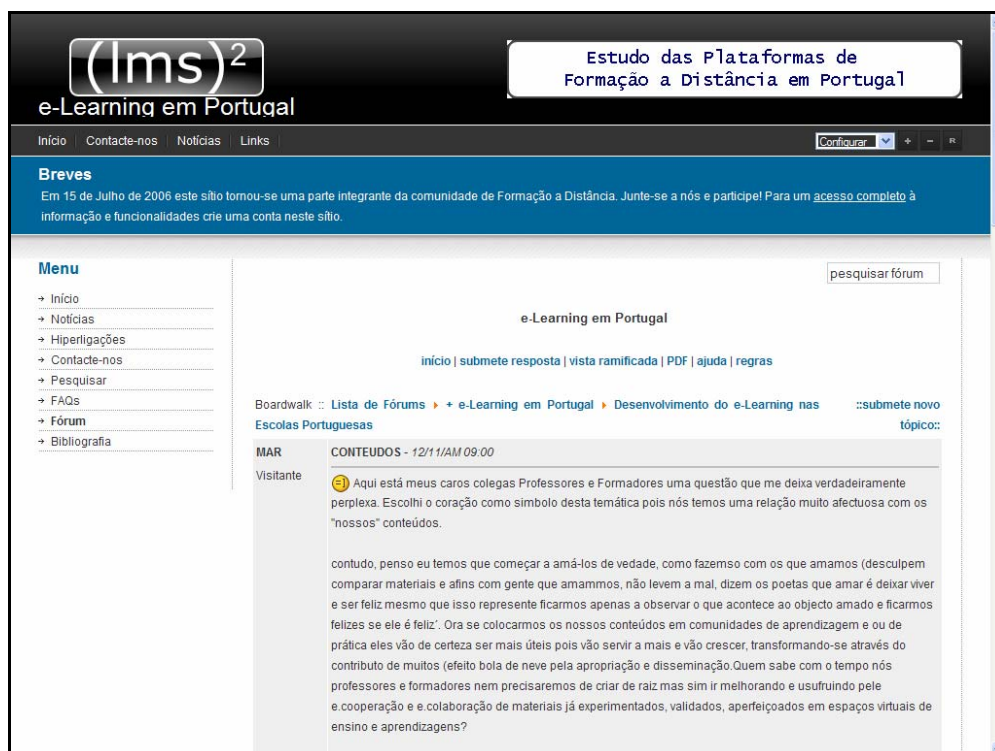 (lms)²
e-Learning em Portugal
Estudo das Plataformas de
Formação a Distância em Portugal
Início
Contacte-nos
Notícias
Links
Configurar
+
-
R
Breves
Em 15 de Julho de 2006 este sítio tornou-se uma parte integrante da comunidade de Formação a Distância. Junte-se a nós e participe! Para um acesso completo à
informação e funcionalidades crie uma conta neste sítio.
Menu
Início
Notícias
Hiperligações
Contacte-nos
Pesquisar
FAQs
Fórum
Bibliografia
pesquisar fórum
e-Learning em Portugal
início | submete resposta | vista ramificada | PDF | ajuda | regras
Boardwalk :: Lista de Fórums + e-Learning em Portugal Desenvolvimento do e-Learning nas
Escolas Portuguesas
::submete novo
tópico::
MAR
Visitante
CONTEUDOS - 12/11/AM 09:00
Aqui está meus caros colegas Professores e Formadores uma questão que me deixa verdadeiramente
perplexa. Escolhi o coração como simbolo desta temática pois nós temos uma relação muito afectuosa com os
"nossos" conteúdos.
contudo, penso eu temos que começar a amá-los de vedade, como fazemso com os que amamos (desculpem
comparar materiais e afins com gente que amammos, não levem a mal, dizem os poetas que amar é deixar viver
e ser feliz mesmo que isso represente ficarmos apenas a observar o que acontece ao objecto amado e ficarmos
felizes se ele é feliz´. Ora se colocarmos os nossos conteúdos em comunidades de aprendizagem e ou de
prática eles vão de certeza ser mais úteis pois vão servir a mais e vão crescer, transformando-se através do
contributo de muitos (efeito bola de neve pela apropriação e disseminação.Quem sabe com o tempo nós
professores e formadores nem precisaremos de criar de raiz mas sim ir melhorando e usufruindo pele
e.cooperação e e.colaboração de materiais já experimentados, validados, aperfeiçoados em espaços virtuais de
ensino e aprendizagens?